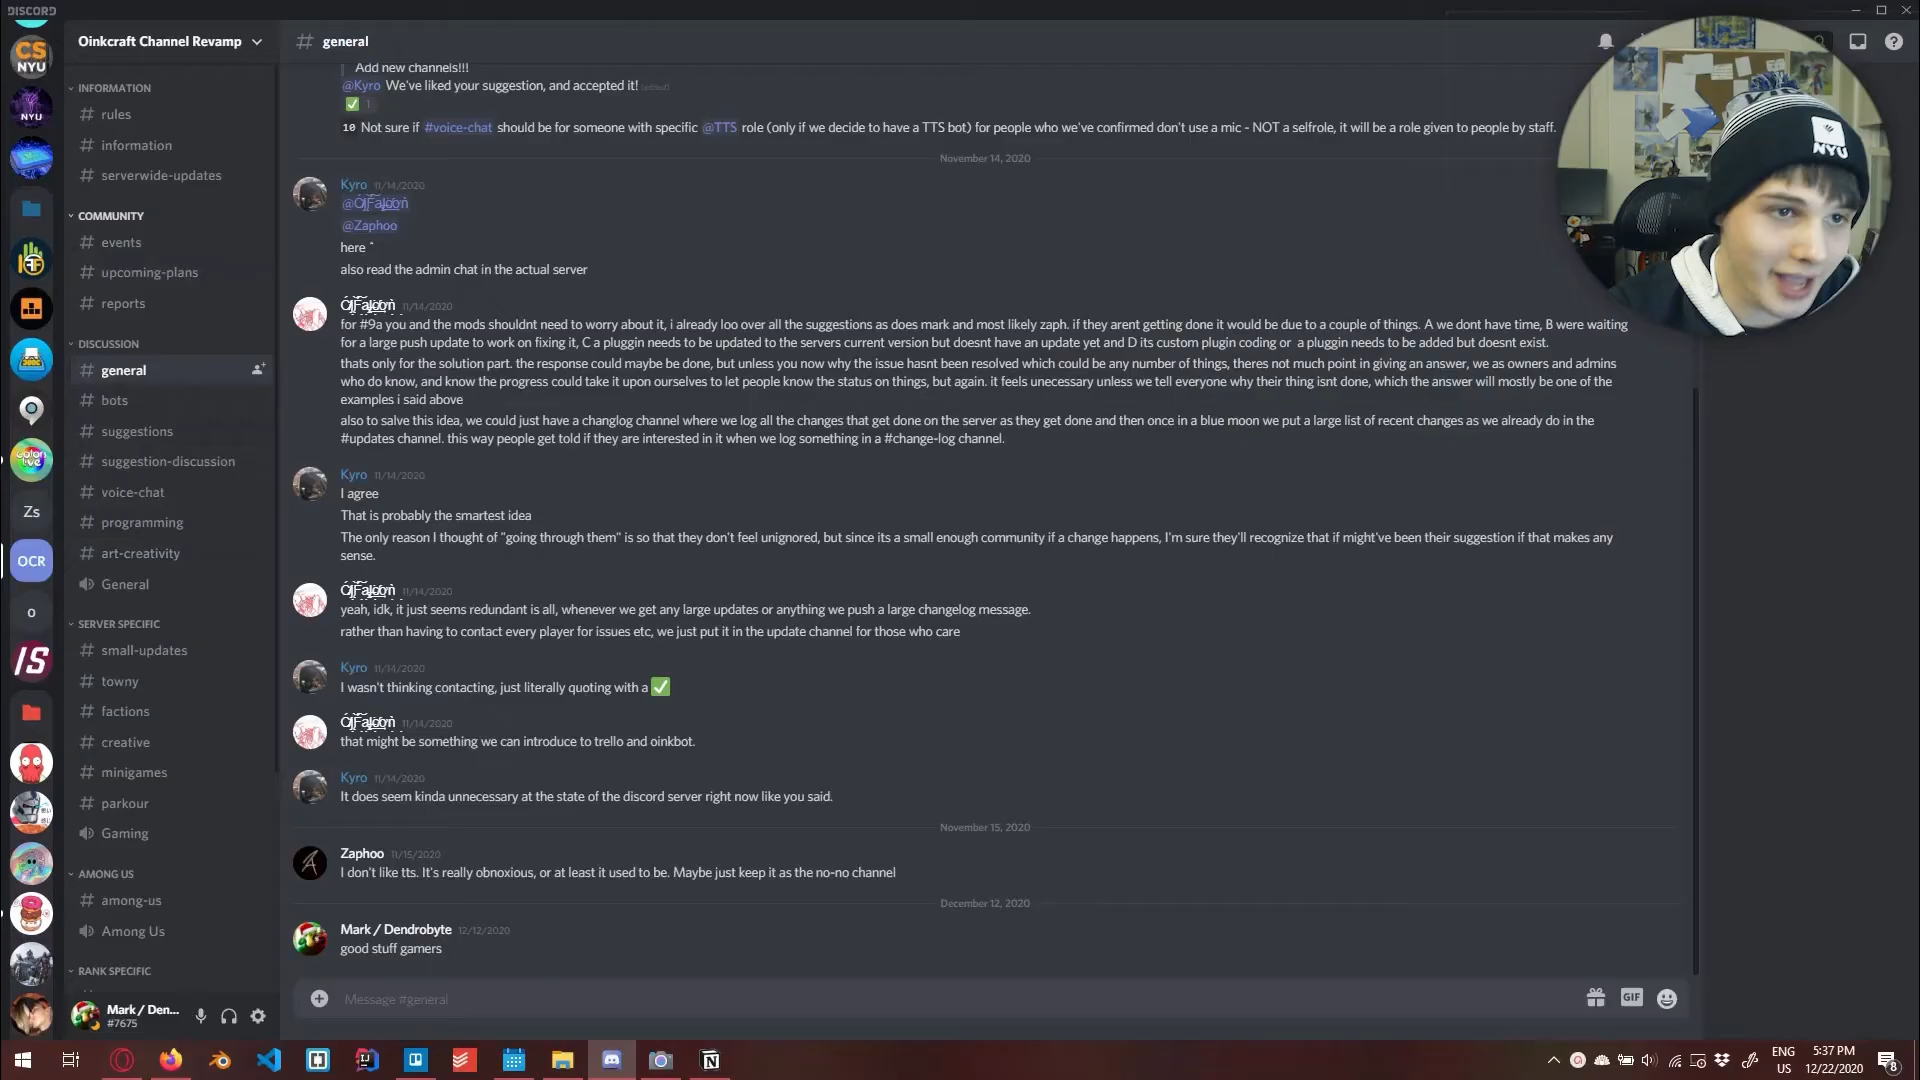 DISCORD
Oinkcraft Channel Revamp
# general
CS
NYU
NYU
Zs
OCR
o
INFORMATION
# rules
# information
# serverwide-updates
COMMUNITY
# events
# upcoming-plans
# reports
DISCUSSION
# general
# bots
# suggestions
# suggestion-discussion
# voice-chat
# programming
# art-creativity
General
SERVER SPECIFIC
# small-updates
# towny
# factions
# creative
# minigames
# parkour
Gaming
AMONG US
# among-us
Among Us
RANK SPECIFIC
Mark / Den...
#7675
Add new channels!!!
@Kyro We've liked your suggestion, and accepted it! (edited)
1
10 Not sure if #voice-chat should be for someone with specific @TTS role (only if we decide to have a TTS bot) for people who we've confirmed don't use a mic - NOT a selfrole, it will be a role given to people by staff.
November 14, 2020
Kyro 11/14/2020
@Zaphoo
here ^
also read the admin chat in the actual server
11/14/2020
for #9a you and the mods shouldnt need to worry about it, i already loo over all the suggestions as does mark and most likely zaph. if they arent getting done it would be due to a couple of things. A we dont have time, B were waiting
for a large push update to work on fixing it, C a pluggin needs to be updated to the servers current version but doesnt have an update yet and D its custom plugin coding or a pluggin needs to be added but doesnt exist.
thats only for the solution part. the response could maybe be done, but unless you now why the issue hasnt been resolved which could be any number of things, theres not much point in giving an answer, we as owners and admins
who do know, and know the progress could take it upon ourselves to let people know the status on things, but again. it feels unecessary unless we tell everyone why their thing isnt done, which the answer will mostly be one of the
examples i said above
also to salve this idea, we could just have a changlog channel where we log all the changes that get done on the server as they get done and then once in a blue moon we put a large list of recent changes as we already do in the
#updates channel. this way people get told if they are interested in it when we log something in a #change-log channel.
Kyro 11/14/2020
I agree
That is probably the smartest idea
The only reason I thought of "going through them" is so that they don't feel unignored, but since its a small enough community if a change happens, I'm sure they'll recognize that if might've been their suggestion if that makes any
sense.
11/14/2020
yeah, idk, it just seems redundant is all, whenever we get any large updates or anything we push a large changelog message.
rather than having to contact every player for issues etc, we just put it in the update channel for those who care
Kyro 11/14/2020
I wasn't thinking contacting, just literally quoting with a ✅
11/14/2020
that might be something we can introduce to trello and oinkbot.
Kyro 11/14/2020
It does seem kinda unnecessary at the state of the discord server right now like you said.
November 15, 2020
Zaphoo 11/15/2020
I don't like tts. It's really obnoxious, or at least it used to be. Maybe just keep it as the no-no channel
December 12, 2020
Mark / Dendrobyte 12/12/2020
good stuff gamers
Message #general
GIF
NYU
ENG
US
5:37 PM
12/22/2020
8